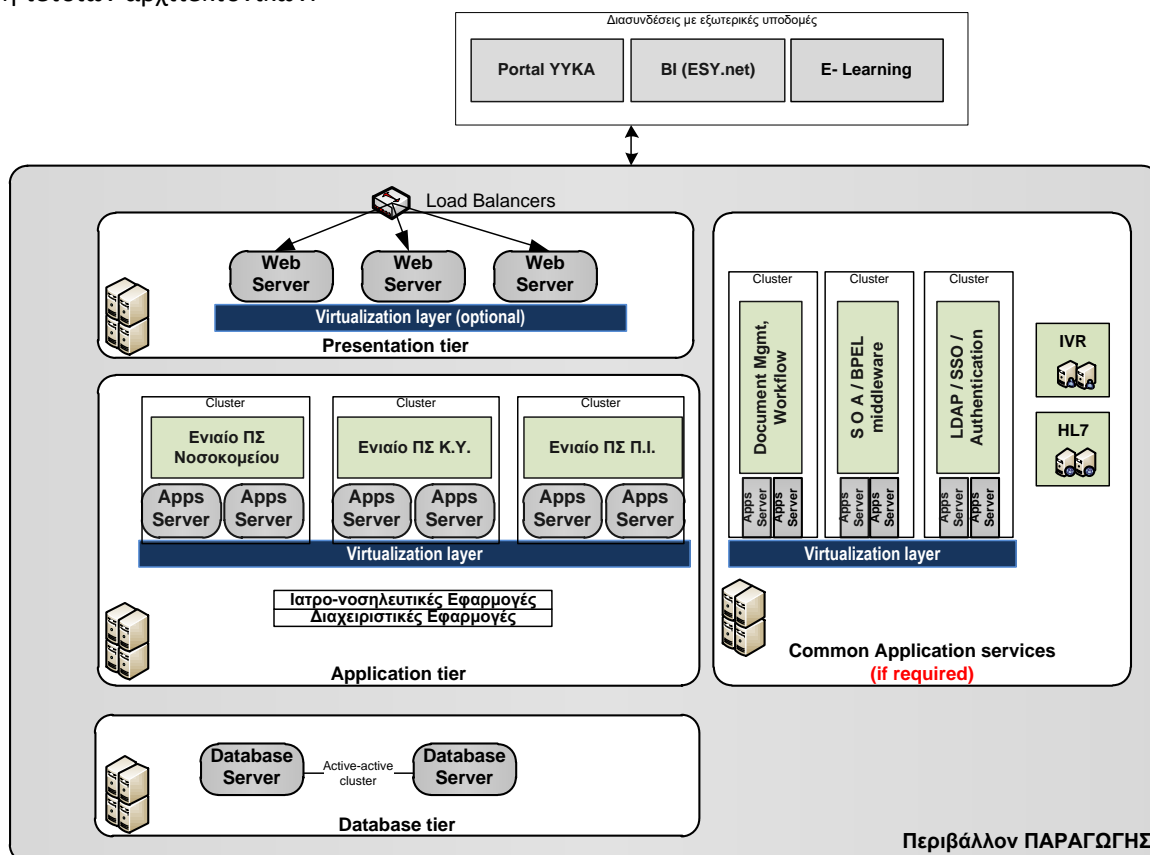 Διασυνδέσεις με εξωτερικές υποδομές
Portal ΥΥΚΑ
BI (ESY.net)
E- Learning
Load Balancers
Web
Server
Web
Server
Web
Server
Virtualization layer (optional)
Presentation tier
Cluster
Ενιαίο ΠΣ
Νοσοκομείου
Apps
Server
Apps
Server
Cluster
Ενιαίο ΠΣ Κ.Υ.
Apps
Server
Apps
Server
Cluster
Ενιαίο ΠΣ Π.Ι.
Apps
Server
Apps
Server
Virtualization layer
Ιατρο-νοσηλευτικές Εφαρμογές
Διαχειριστικές Εφαρμογές
Application tier
Cluster
Document Mgmt,
Workflow
Apps
Server
Apps
Server
Cluster
S O A / BPEL
middleware
Apps
Server
Apps
Server
Cluster
LDAP / SSO /
Authentication
Apps
Server
Apps
Server
Virtualization layer
IVR
HL7
Common Application services
(if required)
Database
Server
Active-active
cluster
Database
Server
Database tier
Περιβάλλον ΠΑΡΑΓΩΓΗΣ